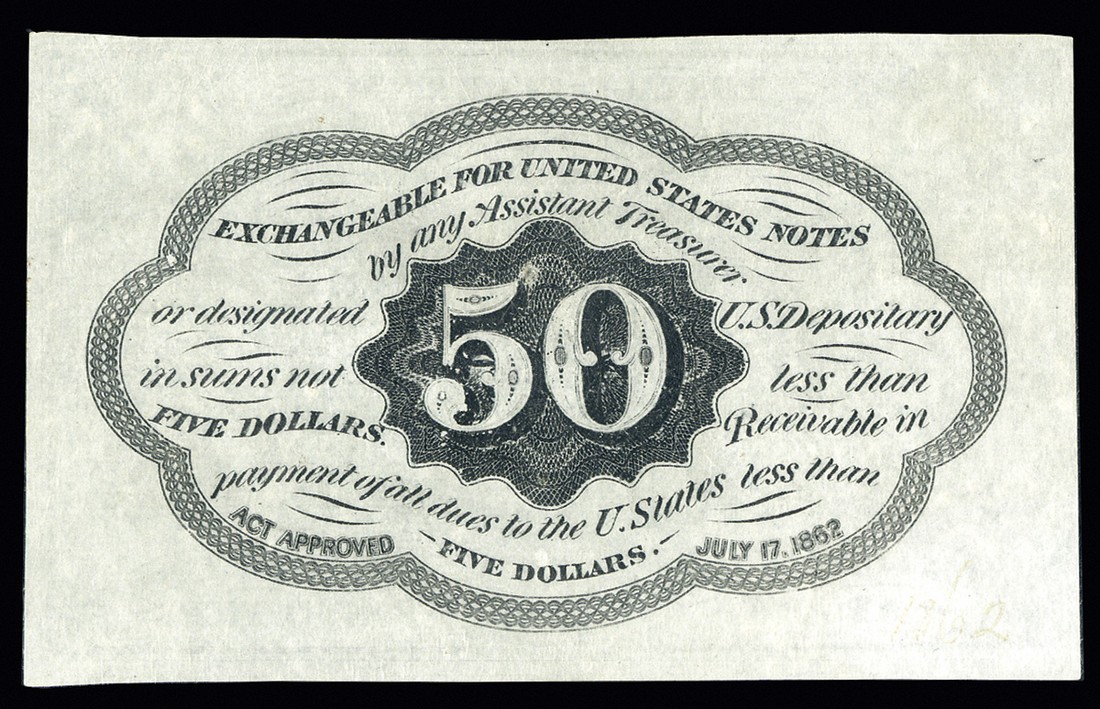 EXCHANGEABLE FOR UNITED STATES NOTES
by any Assistant Treasurer
or designated U.S. Depositary
in sums not less than
FIVE DOLLARS. Receivable in
payment of all dues to the U. States less than
FIVE DOLLARS.
50
ACT APPROVED JULY 17, 1862
1862